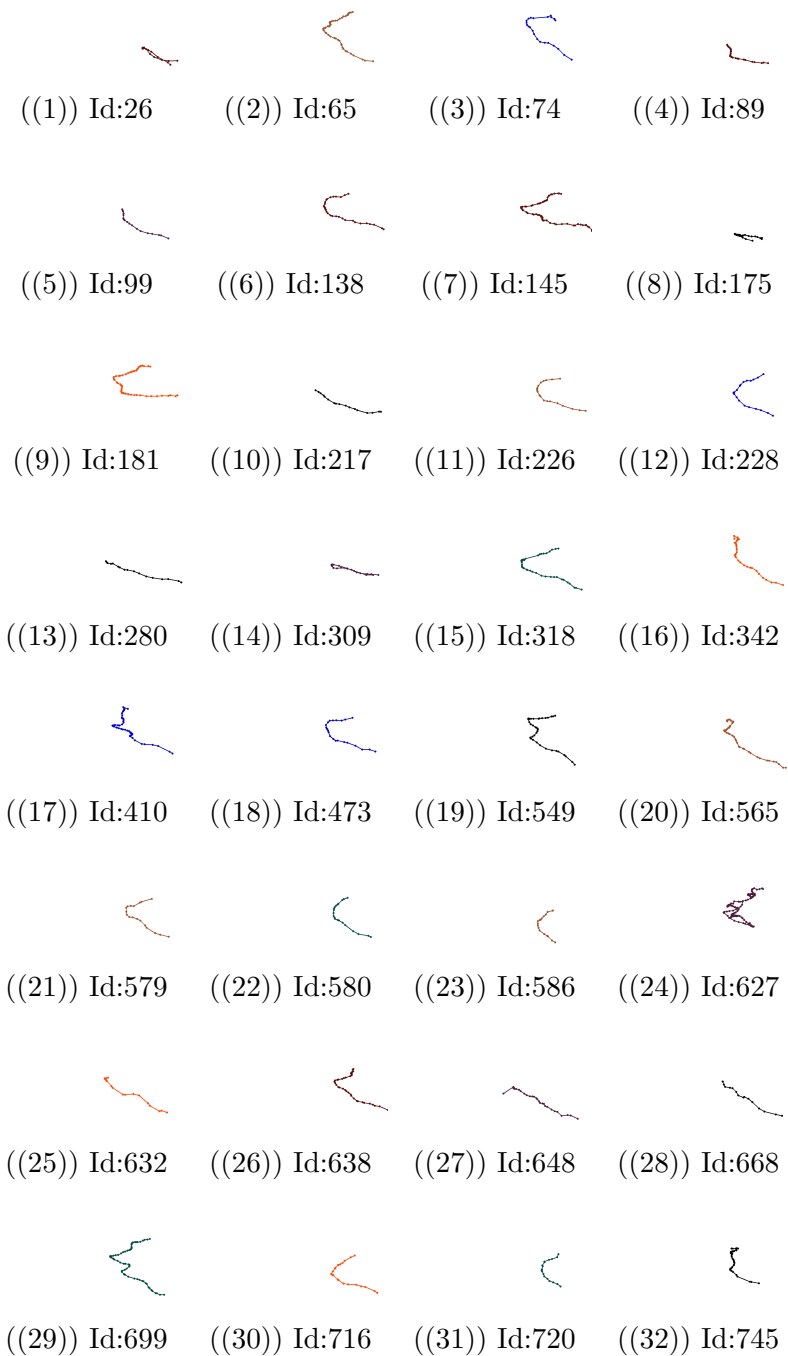 ((1)) Id:26 ((2)) Id:65 ((3)) Id:74 ((4)) Id:89
((5)) Id:99 ((6)) Id:138 ((7)) Id:145 ((8)) Id:175
((9)) Id:181 ((10)) Id:217 ((11)) Id:226 ((12)) Id:228
((13)) Id:280 ((14)) Id:309 ((15)) Id:318 ((16)) Id:342
((17)) Id:410 ((18)) Id:473 ((19)) Id:549 ((20)) Id:565
((21)) Id:579 ((22)) Id:580 ((23)) Id:586 ((24)) Id:627
((25)) Id:632 ((26)) Id:638 ((27)) Id:648 ((28)) Id:668
((29)) Id:699 ((30)) Id:716 ((31)) Id:720 ((32)) Id:745